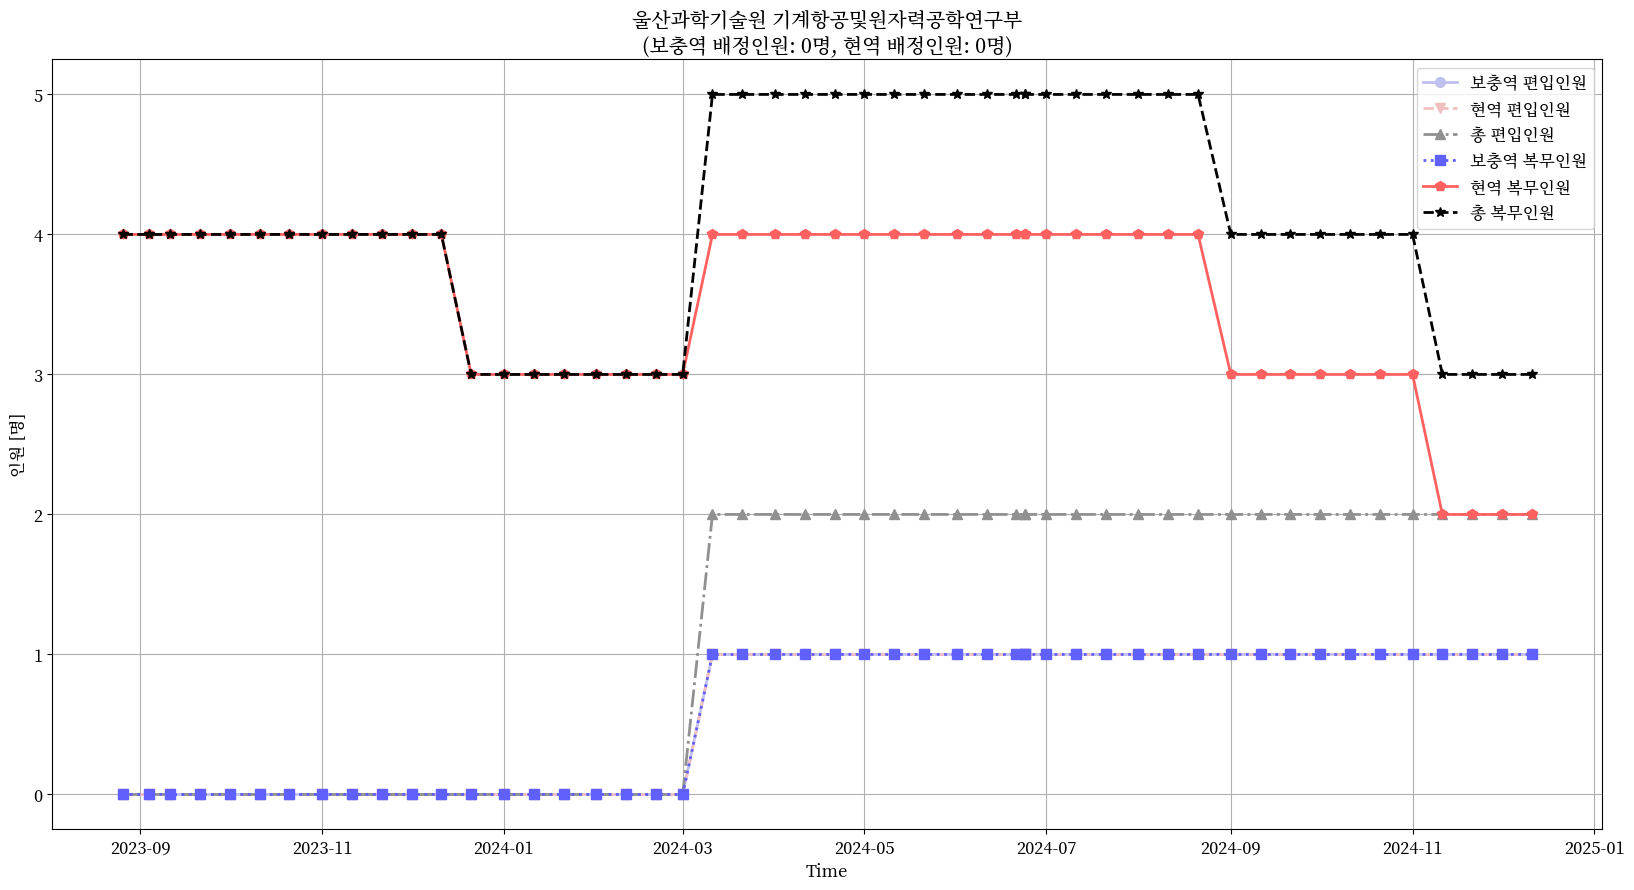 울산과학기술원 기계항공및원자력공학연구부
(보충역 배정인원: 0명, 현역 배정인원: 0명)
보충역 편입인원
현역 편입인원
총 편입인원
보충역 복무인원
현역 복무인원
총 복무인원
인원 [명]
5
4
3
2
1
0
2023-09
2023-11
2024-01
2024-03
2024-05
2024-07
2024-09
2024-11
2025-01
Time